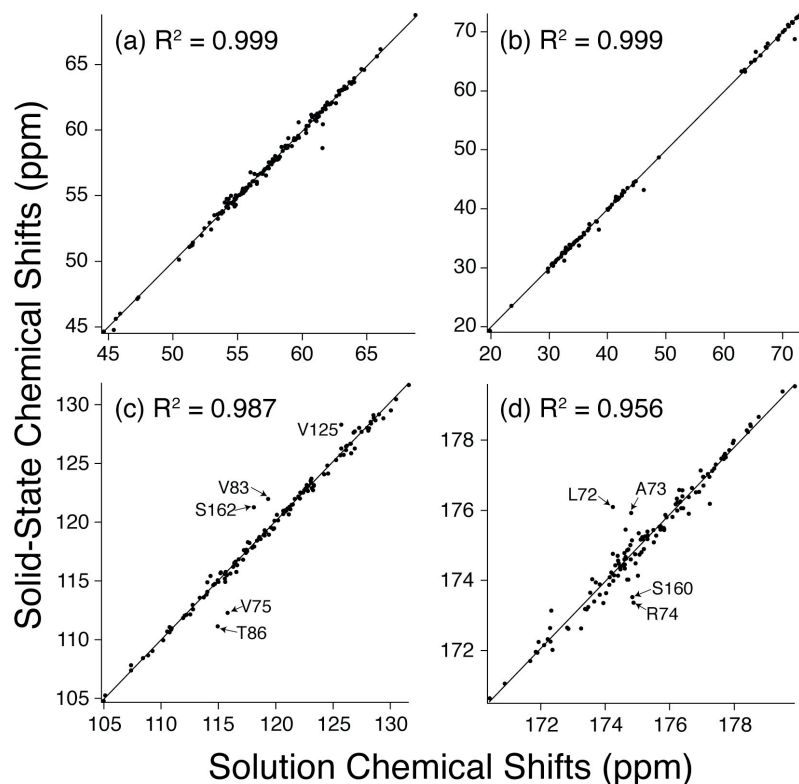 Solid-State Chemical Shifts (ppm)
(a) R² = 0.999
65
60
55
50
45
45 50 55 60 65
(b) R² = 0.999
70
60
50
40
30
20
20 30 40 50 60 70
(c) R² = 0.987
130
125
120
115
110
105
V125
V83
S162
V75
T86
105 110 115 120 125 130
(d) R² = 0.956
178
176
174
172
L72
A73
S160
R74
172 174 176 178
Solution Chemical Shifts (ppm)